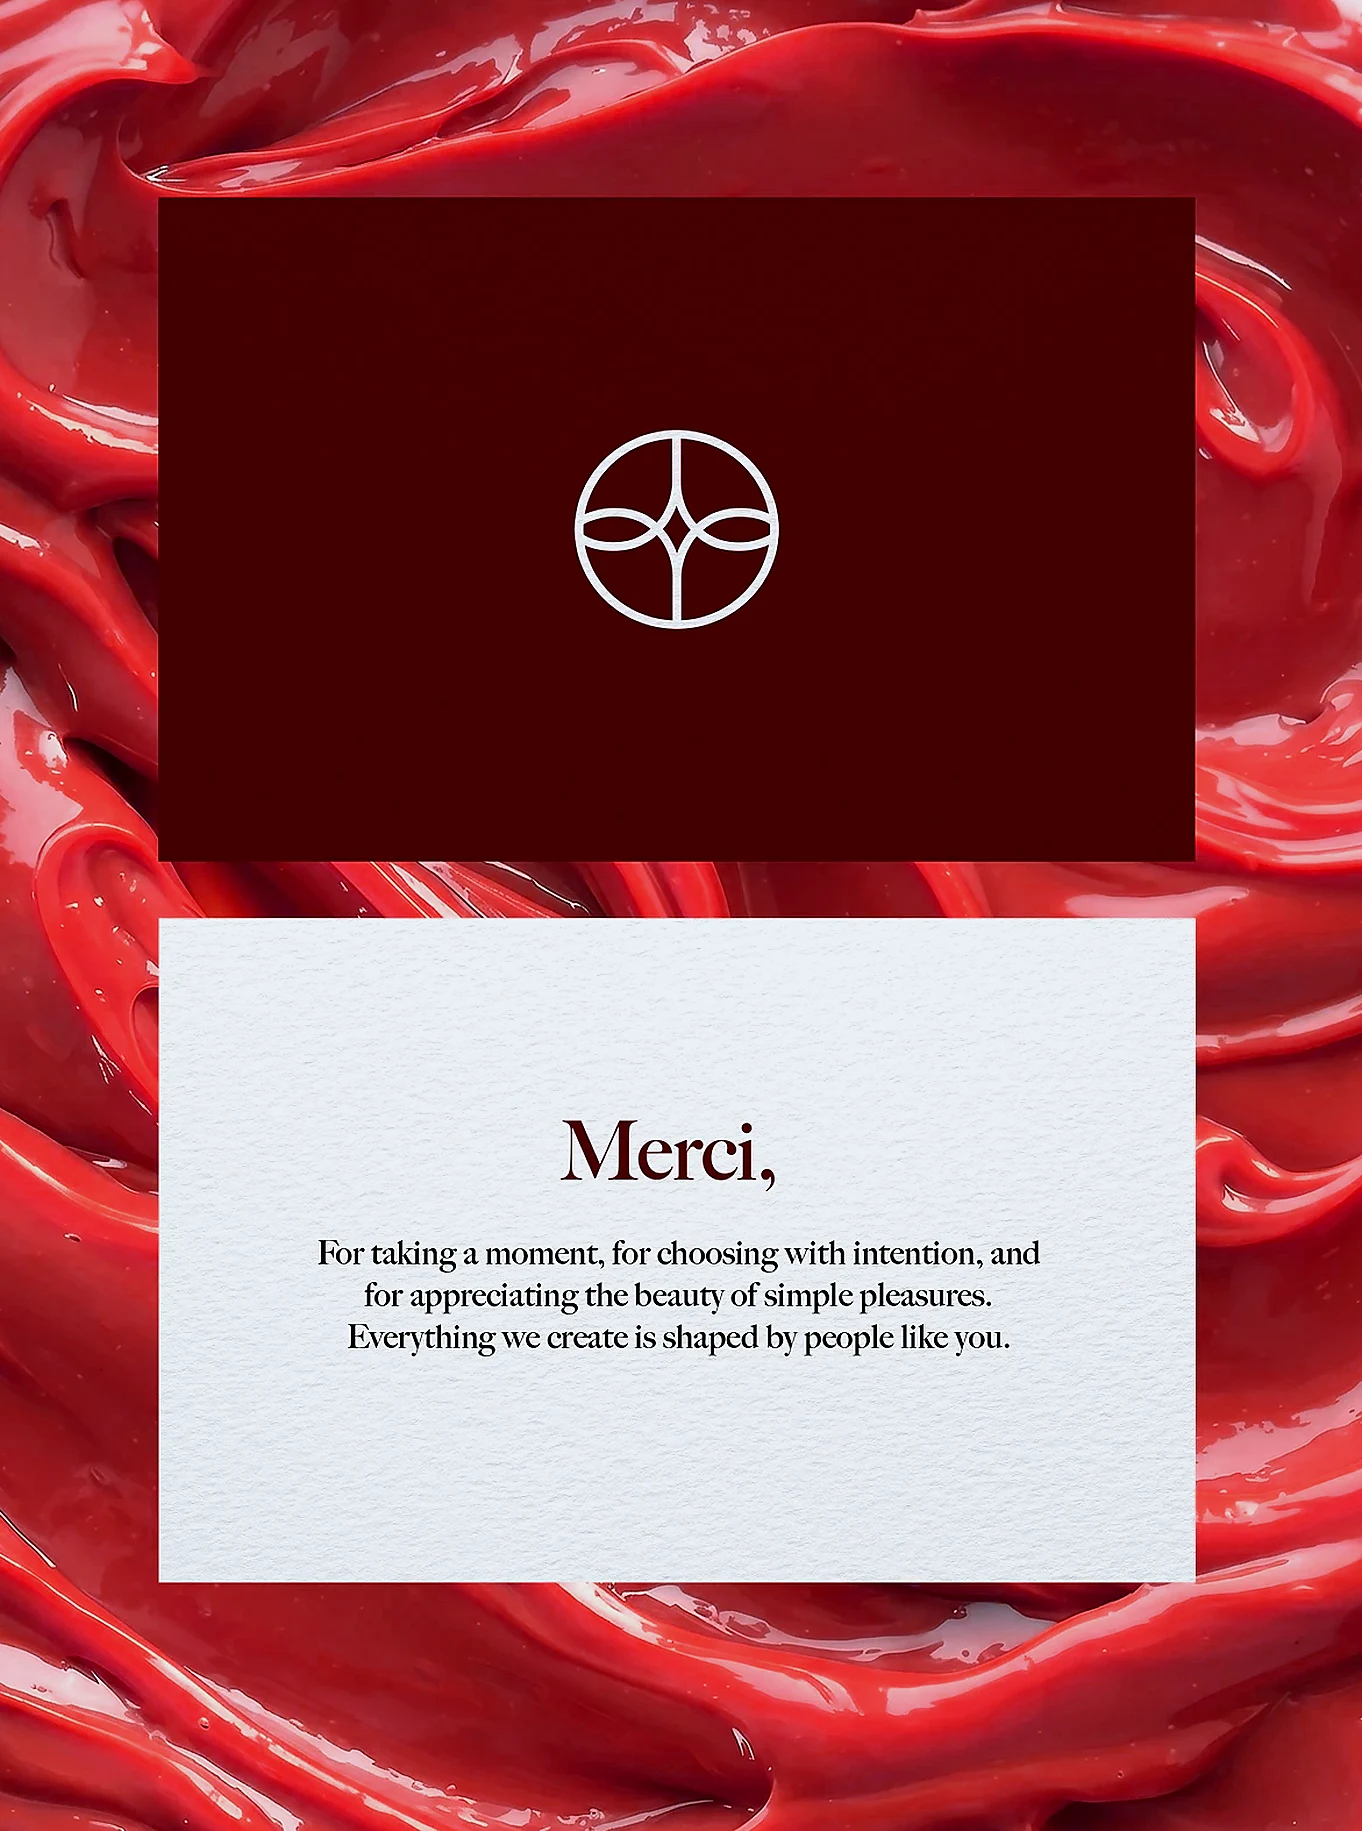 Merci,
For taking a moment, for choosing with intention, and
for appreciating the beauty of simple pleasures.
Everything we create is shaped by people like you.